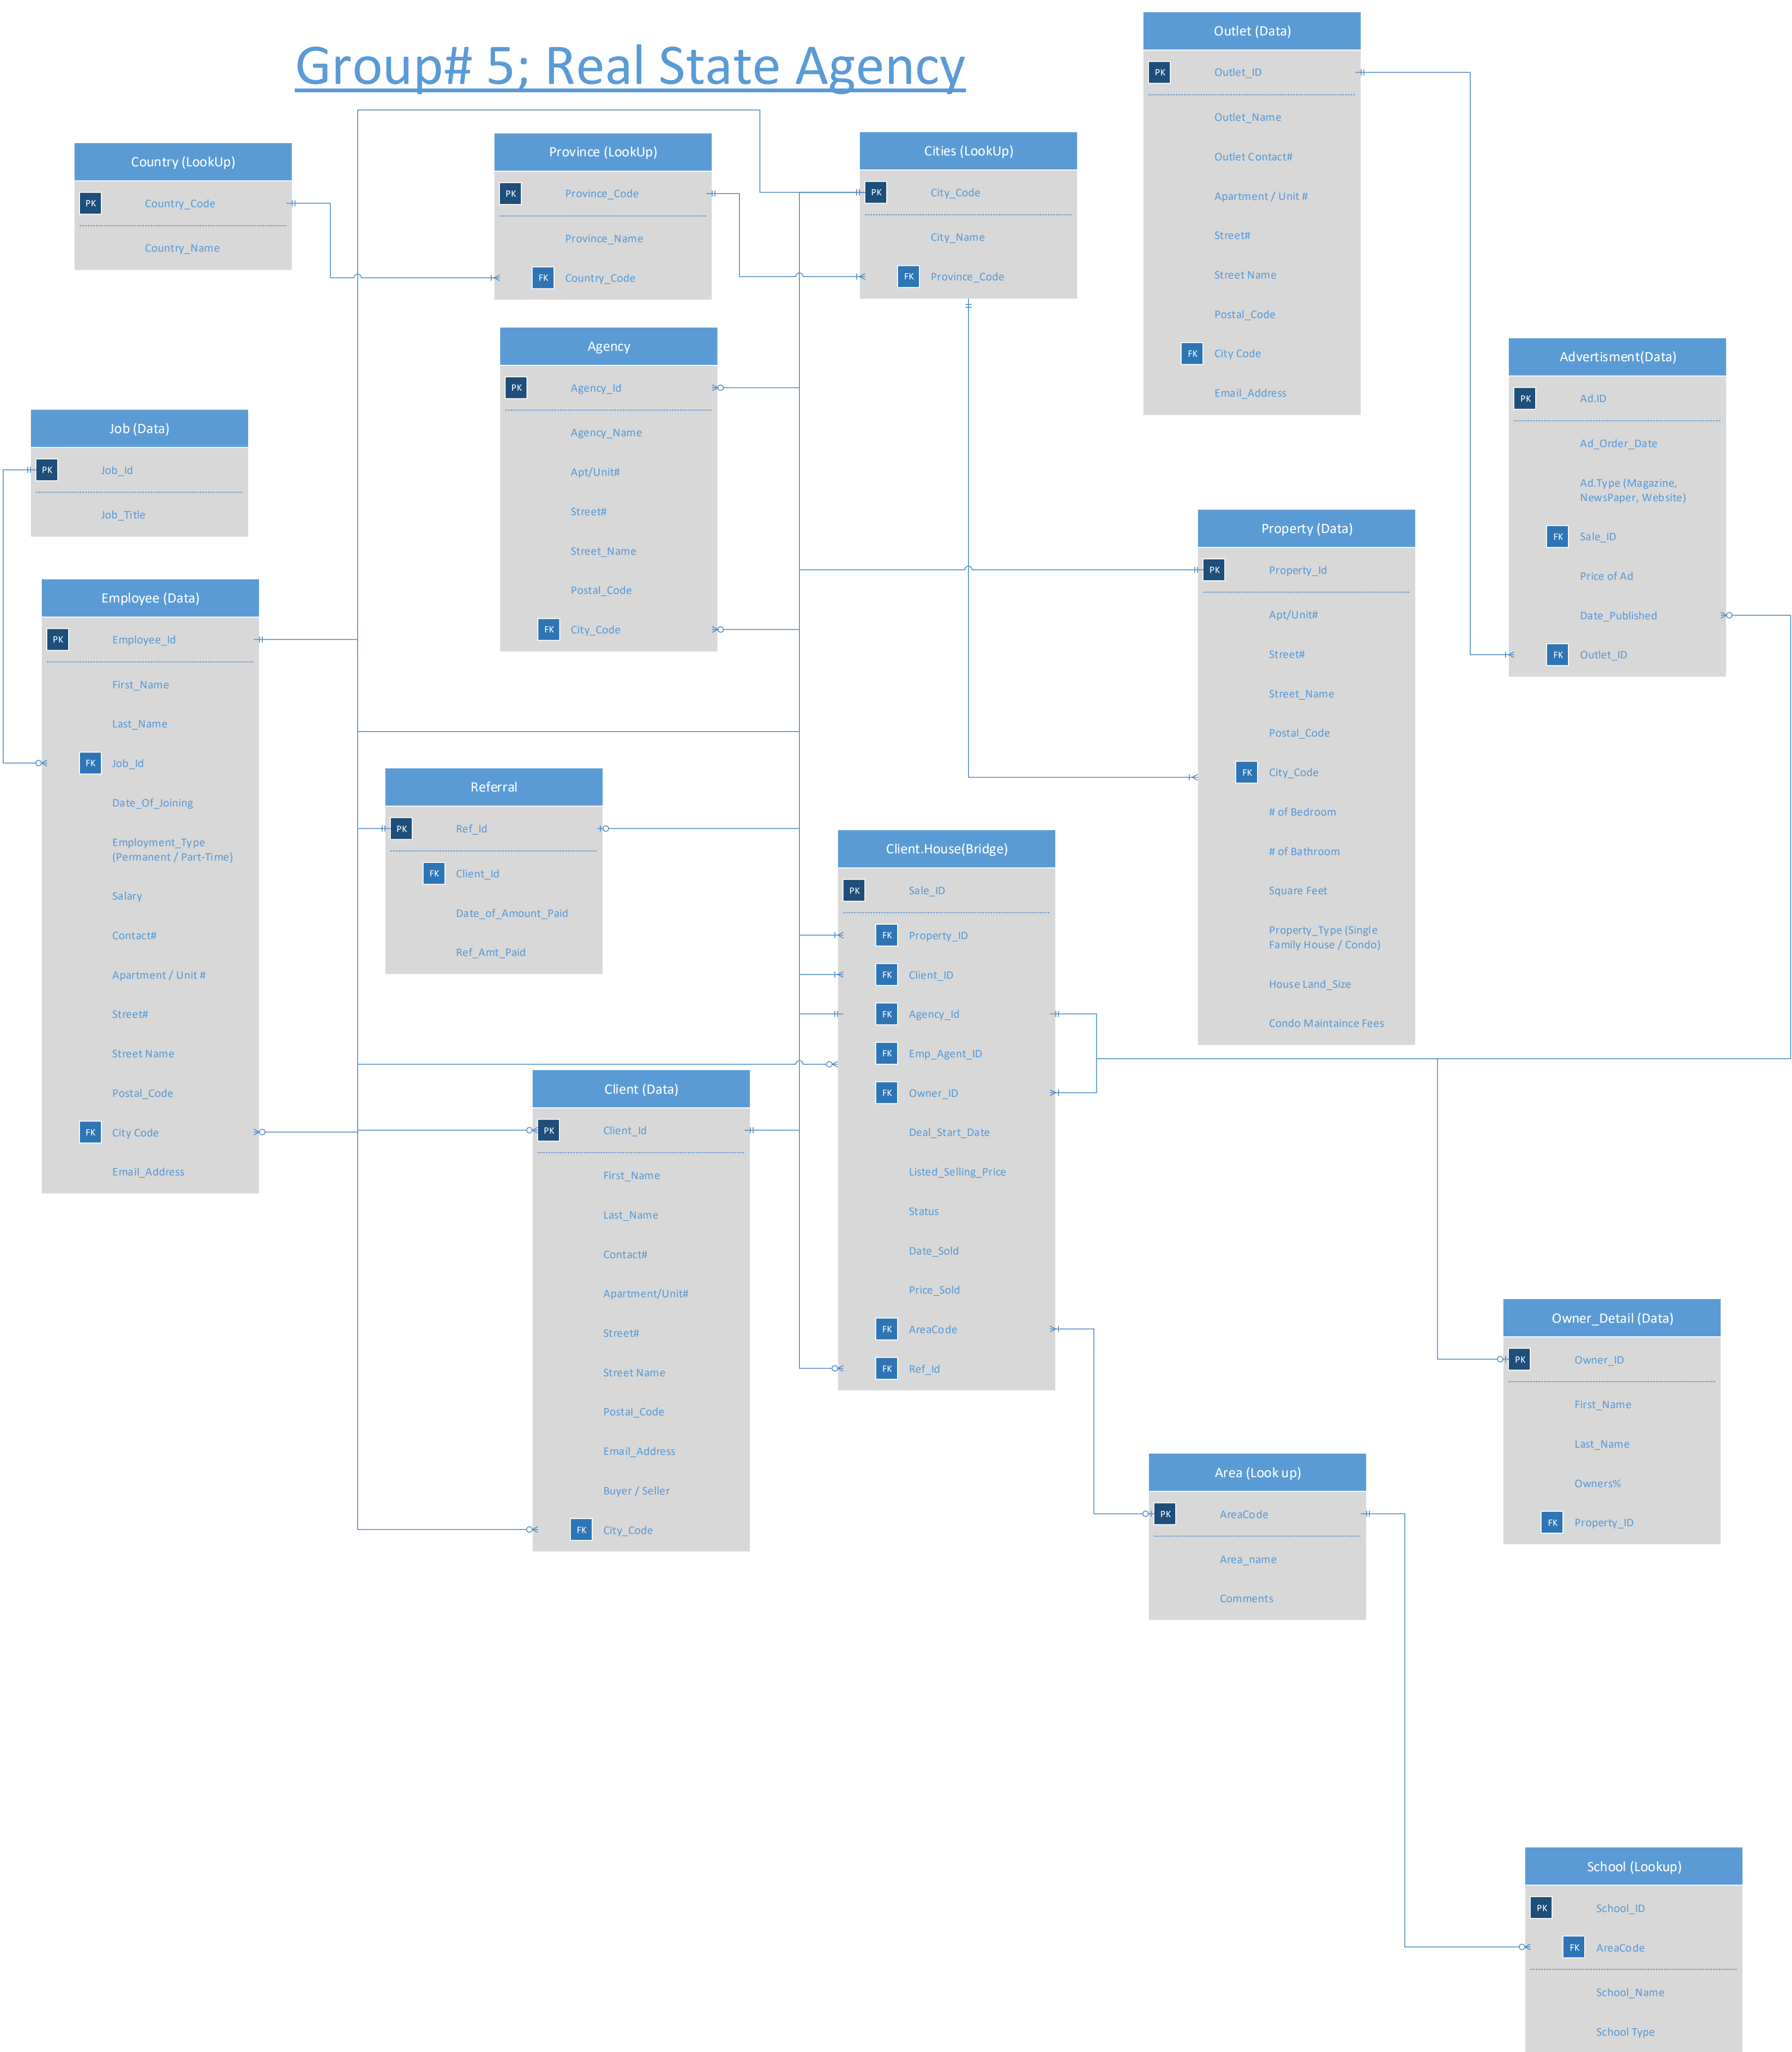 Group# 5; Real State Agency
Country (LookUp)
PK Country_Code
Country_Name
Province (LookUp)
PK Province_Code
Province_Name
FK Country_Code
Cities (LookUp)
PK City_Code
City_Name
FK Province_Code
Outlet (Data)
PK Outlet_ID
Outlet_Name
Outlet Contact#
Apartment / Unit #
Street#
Street Name
Postal_Code
FK City Code
Email_Address
Agency
PK Agency_Id
Agency_Name
Apt/Unit#
Street#
Street_Name
Postal_Code
FK City_Code
Advertisment(Data)
PK Ad.ID
Ad_Order_Date
Ad.Type (Magazine,
NewsPaper, Website)
FK Sale_ID
Price of Ad
Date_Published
FK Outlet_ID
Job (Data)
PK Job_Id
Job_Title
Property (Data)
PK Property_Id
Apt/Unit#
Street#
Street_Name
Postal_Code
FK City_Code
# of Bedroom
# of Bathroom
Square Feet
Property_Type (Single
Family House / Condo)
House Land_Size
Condo Maintaince Fees
Employee (Data)
PK Employee_Id
First_Name
Last_Name
FK Job_Id
Date_Of_Joining
Employment_Type
(Permanent / Part-Time)
Salary
Contact#
Apartment / Unit #
Street#
Street Name
Postal_Code
FK City Code
Email_Address
Referral
PK Ref_Id
FK Client_Id
Date_of_Amount_Paid
Ref_Amt_Paid
Client.House(Bridge)
PK Sale_ID
FK Property_ID
FK Client_ID
FK Agency_Id
FK Emp_Agent_ID
FK Owner_ID
Deal_Start_Date
Listed_Selling_Price
Status
Date_Sold
Price_Sold
FK AreaCode
FK Ref_Id
Client (Data)
PK Client_Id
First_Name
Last_Name
Contact#
Apartment/Unit#
Street#
Street Name
Postal_Code
Email_Address
Buyer / Seller
FK City_Code
Owner_Detail (Data)
PK Owner_ID
First_Name
Last_Name
Owners%
FK Property_ID
Area (Look up)
PK AreaCode
Area_name
Comments
School (Lookup)
PK School_ID
FK AreaCode
School_Name
School Type